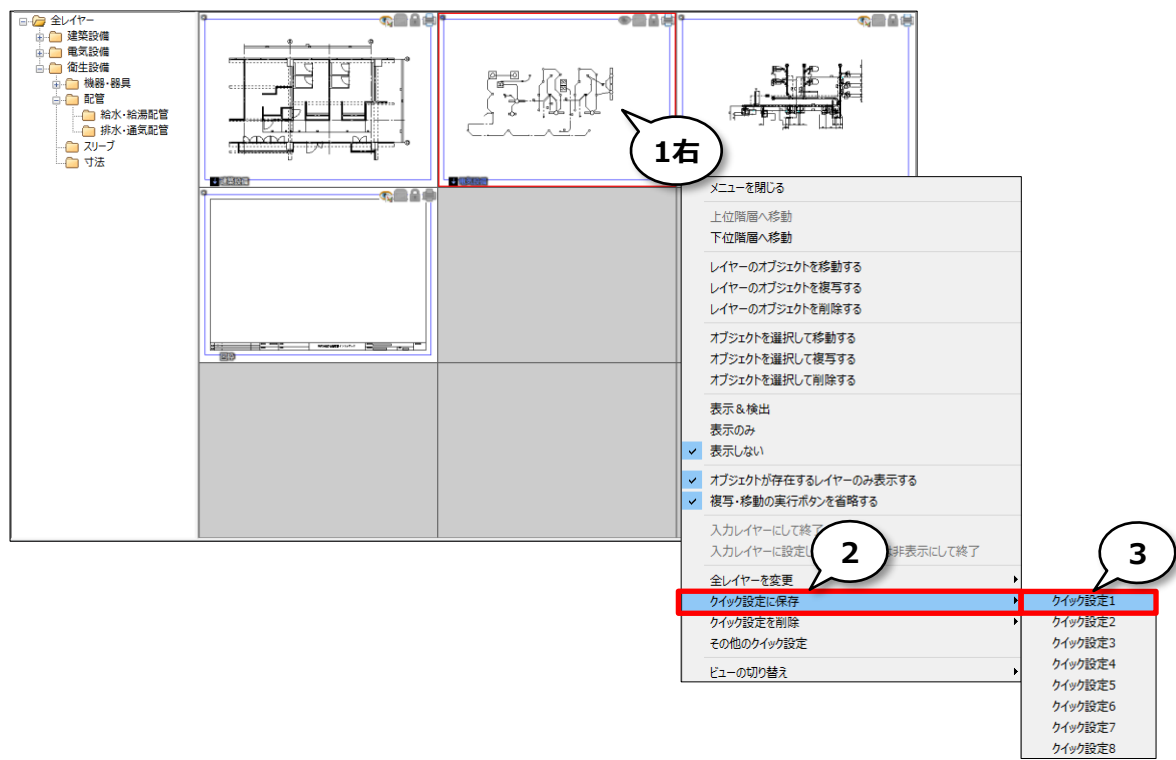 全レイヤー
建築設備
電気設備
衛生設備
機器・器具
配管
給水・給湯配管
排水・通気配管
スリーブ
寸法
1右
メニューを閉じる
上位階層へ移動
下位階層へ移動
レイヤーのオブジェクトを移動する
レイヤーのオブジェクトを複写する
レイヤーのオブジェクトを削除する
オブジェクトを選択して移動する
オブジェクトを選択して複写する
オブジェクトを選択して削除する
表示＆検出
表示のみ
表示しない
オブジェクトが存在するレイヤーのみ表示する
複写・移動の実行ボタンを省略する
入力レイヤーにして終了
入力レイヤーに設定し 非表示にして終了
2
3
全レイヤーを変更
クイック設定に保存
クイック設定を削除
その他のクイック設定
ビューの切り替え
クイック設定1
クイック設定2
クイック設定3
クイック設定4
クイック設定5
クイック設定6
クイック設定7
クイック設定8